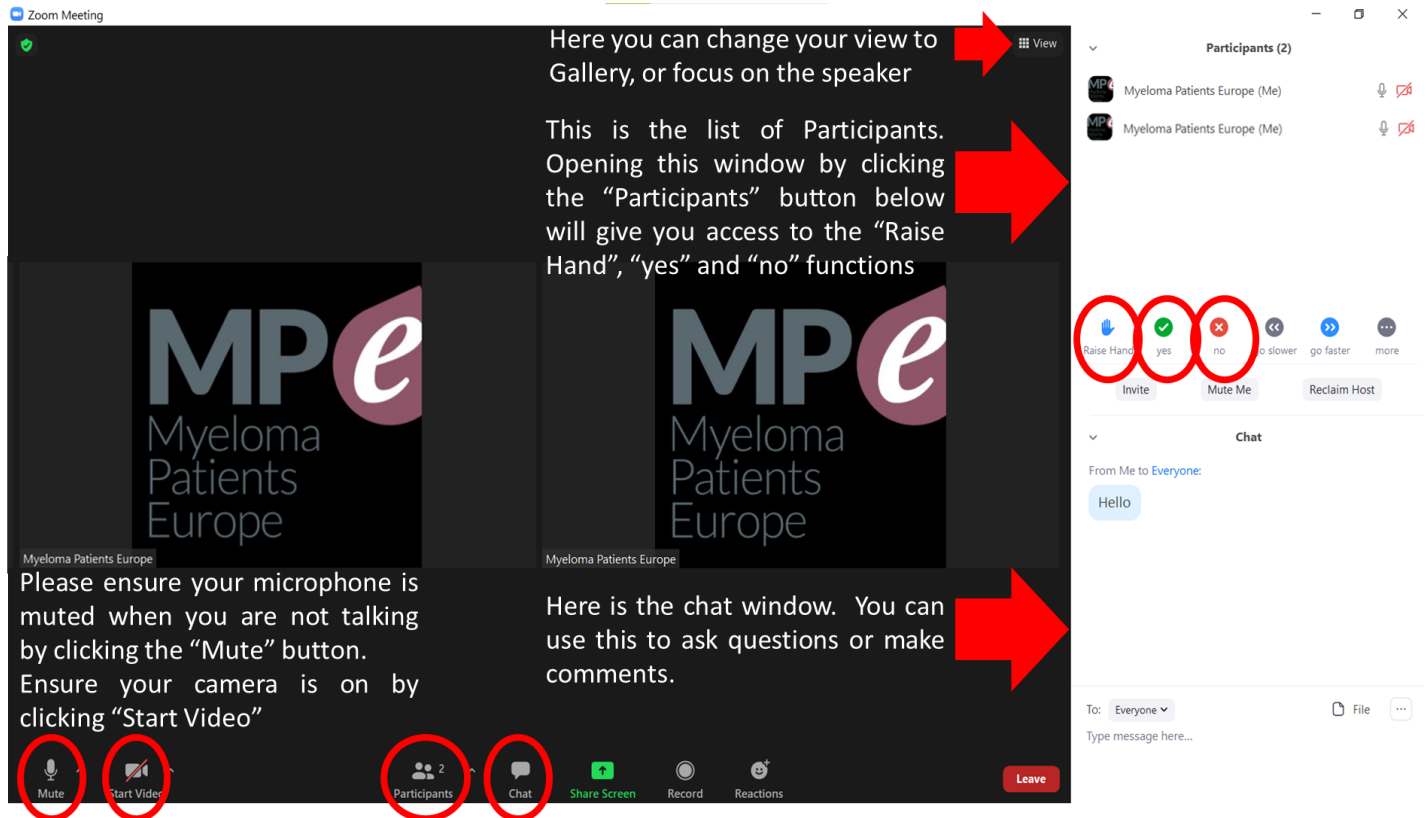 Zoom Meeting
Here you can change your view to
Gallery, or focus on the speaker
View
This is the list of Participants.
Opening this window by clicking
the “Participants” button below
will give you access to the “Raise
Hand”, “yes” and “no” functions
MPe
Myeloma
Patients
Europe
Myeloma Patients Europe
MPe
Myeloma
Patients
Europe
Myeloma Patients Europe
Please ensure your microphone is
muted when you are not talking
by clicking the “Mute” button.
Ensure your camera is on by
clicking “Start Video”
Here is the chat window. You can
use this to ask questions or make
comments.
Mute
Start Video
Participants
2
Chat
Share Screen
Record
Reactions
Leave
Participants (2)
Myeloma Patients Europe (Me)
Myeloma Patients Europe (Me)
Raise Hand
yes
no
go slower
go faster
more
Invite
Mute Me
Reclaim Host
Chat
From Me to Everyone:
Hello
To: Everyone
File
Type message here...